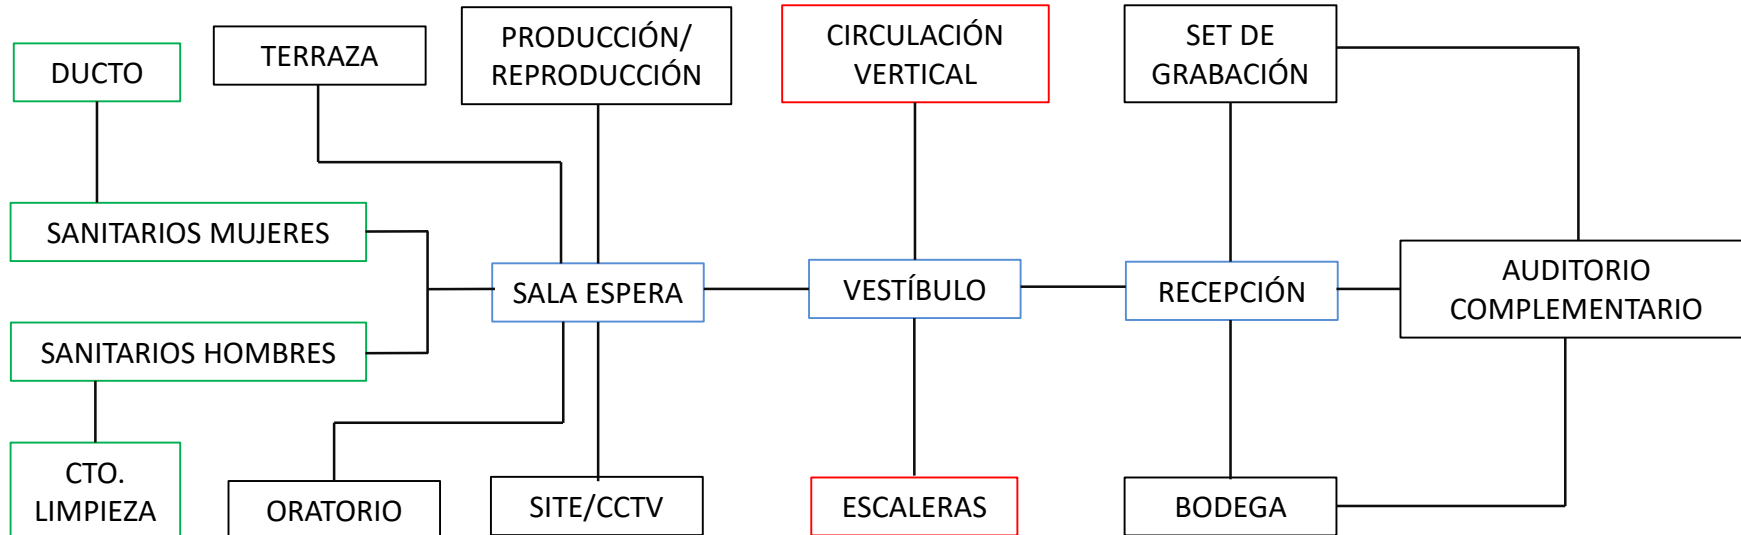 DUCTO
TERRAZA
PRODUCCIÓN/
REPRODUCCIÓN
CIRCULACIÓN
VERTICAL
SET DE
GRABACIÓN
SANITARIOS MUJERES
SALA ESPERA
VESTÍBULO
RECEPCIÓN
AUDITORIO
COMPLEMENTARIO
SANITARIOS HOMBRES
CTO.
LIMPIEZA
ORATORIO
SITE/CCTV
ESCALERAS
BODEGA